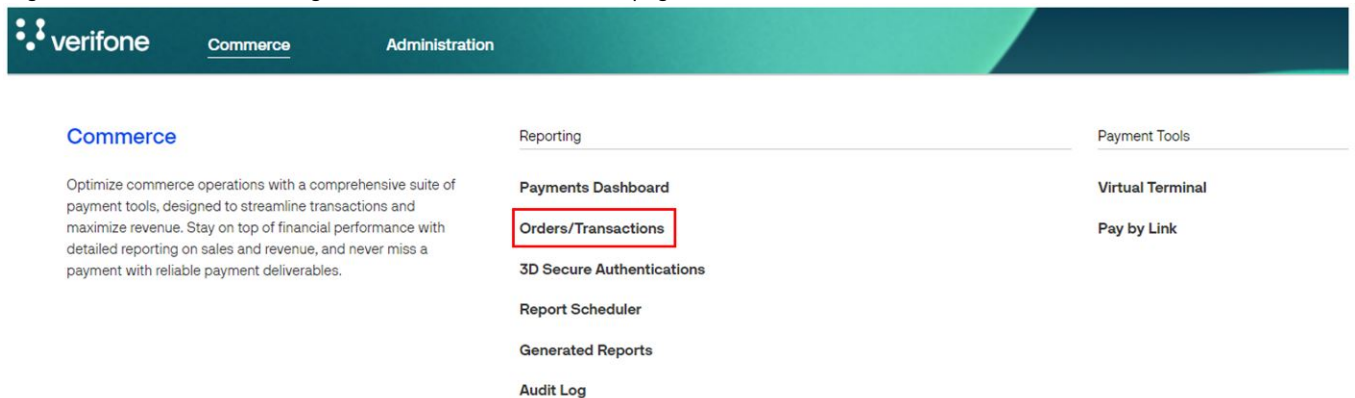 verifone
Commerce
Administration
Commerce
Optimize commerce operations with a comprehensive suite of
payment tools, designed to streamline transactions and
maximize revenue. Stay on top of financial performance with
detailed reporting on sales and revenue, and never miss a
payment with reliable payment deliverables.
Reporting
Payments Dashboard
Orders/Transactions
3D Secure Authentications
Report Scheduler
Generated Reports
Audit Log
Payment Tools
Virtual Terminal
Pay by Link